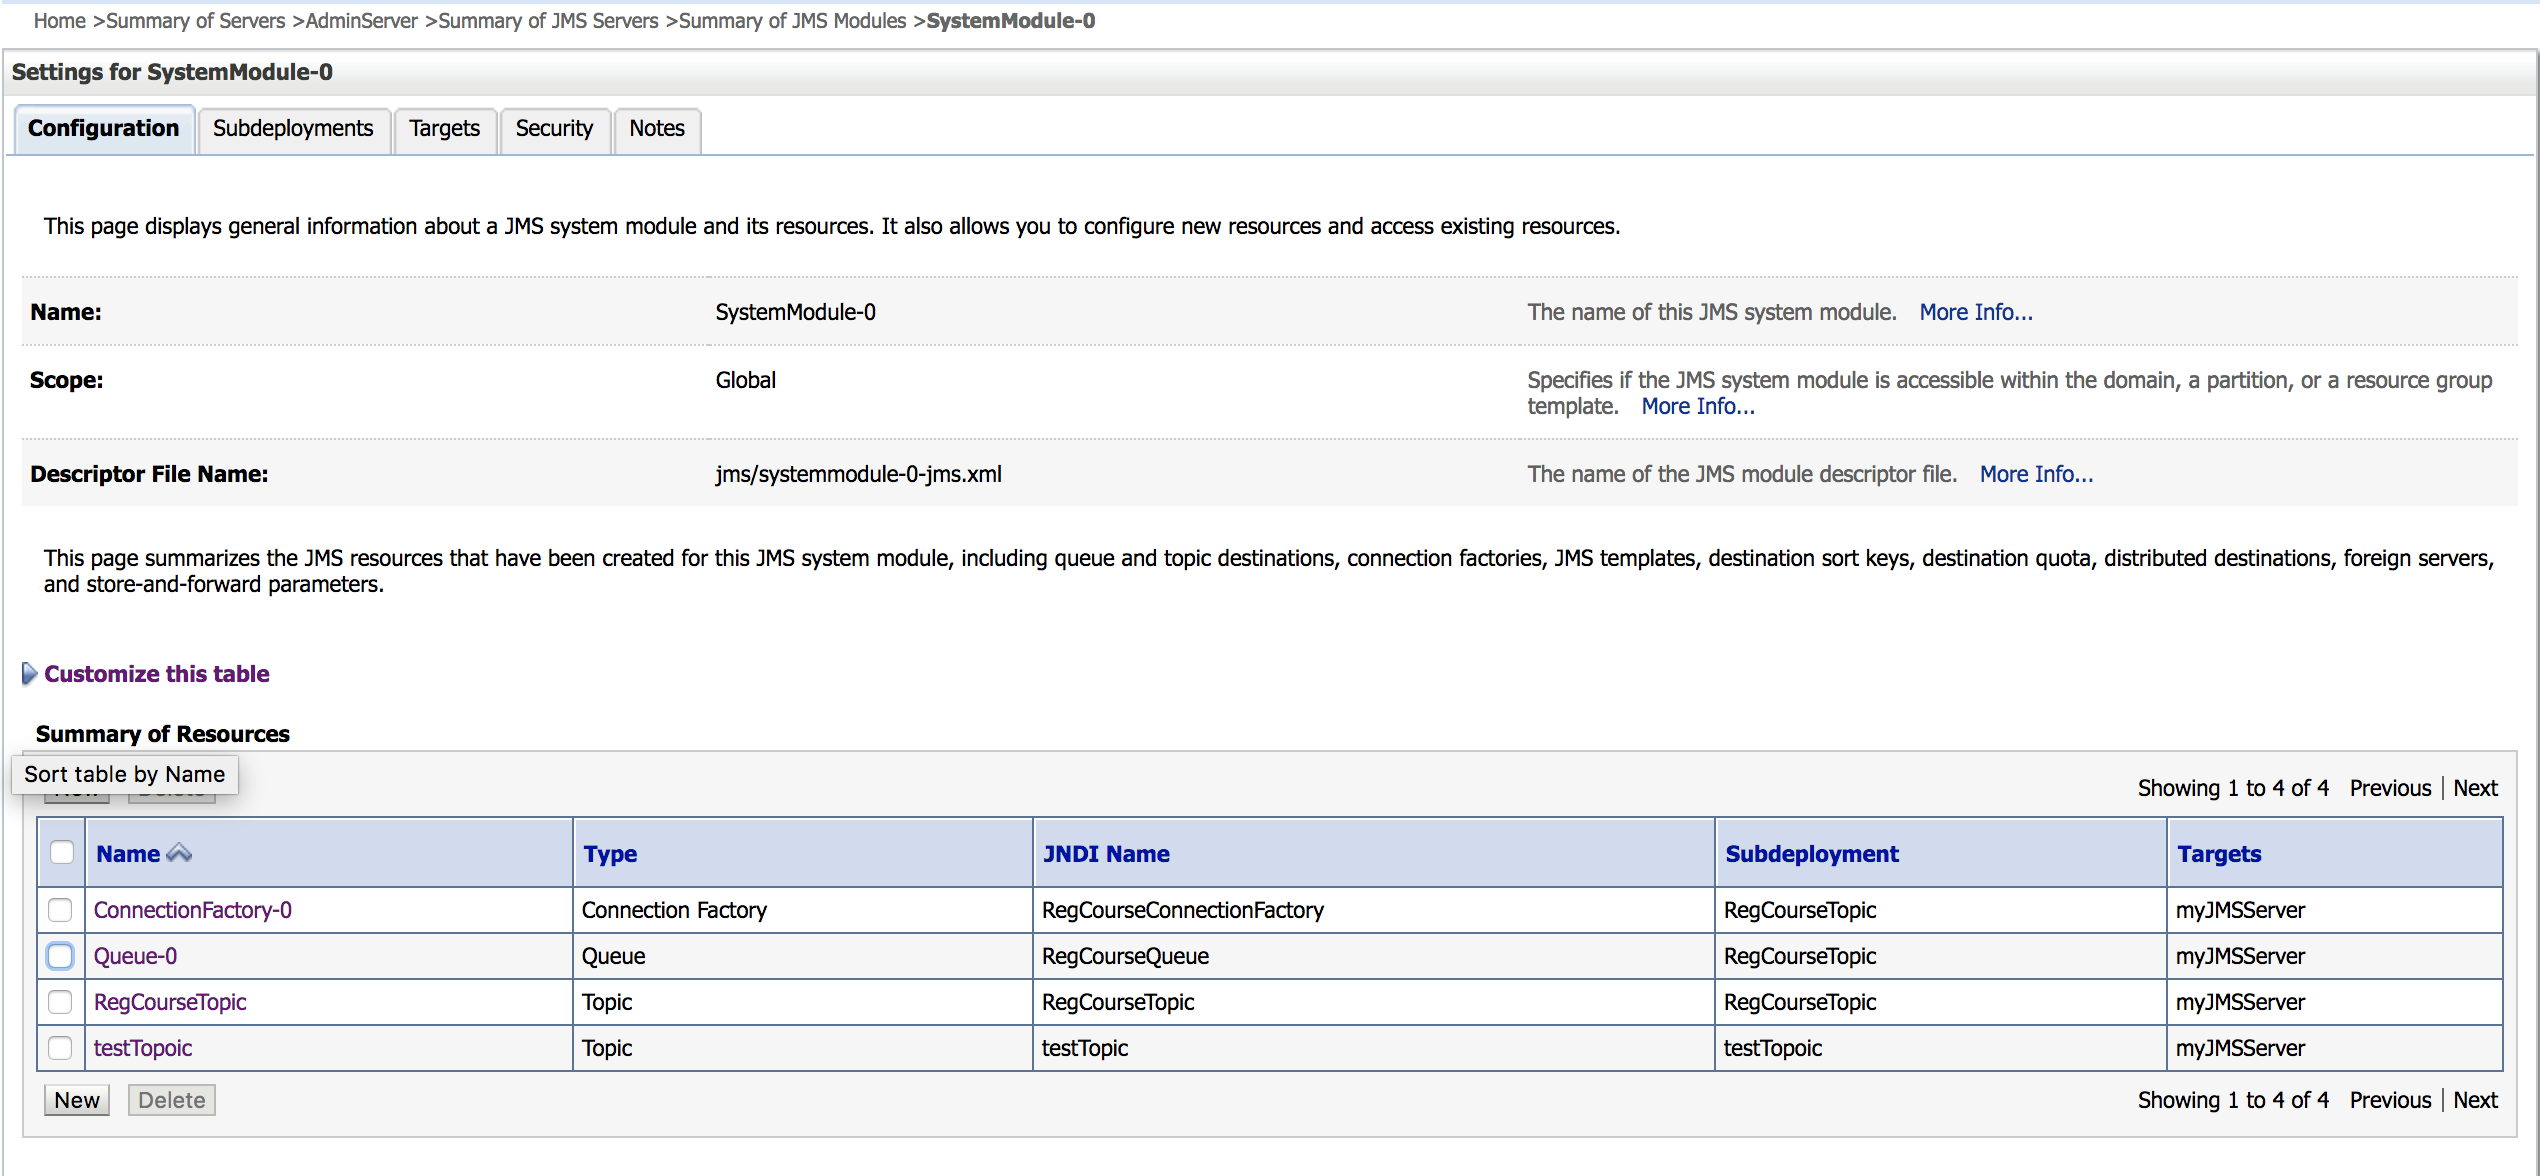 Home >Summary of Servers >AdminServer >Summary of JMS Servers >Summary of JMS Modules >SystemModule-0
Settings for SystemModule-0
Configuration Subdeployments Targets Security Notes
This page displays general information about a JMS system module and its resources. It also allows you to configure new resources and access existing resources.
Name: SystemModule-0 The name of this JMS system module. More Info...
Scope: Global Specifies if the JMS system module is accessible within the domain, a partition, or a resource group
template. More Info...
Descriptor File Name: jms/systemmodule-0-jms.xml The name of the JMS module descriptor file. More Info...
This page summarizes the JMS resources that have been created for this JMS system module, including queue and topic destinations, connection factories, JMS templates, destination sort keys, destination quota, distributed destinations, foreign servers,
and store-and-forward parameters.
Customize this table
Summary of Resources
Sort table by Name
Showing 1 to 4 of 4 Previous | Next
Name Type JNDI Name Subdeployment Targets
ConnectionFactory-0 Connection Factory RegCourseConnectionFactory RegCourseTopic myJMSServer
Queue-0 Queue RegCourseQueue RegCourseTopic myJMSServer
RegCourseTopic Topic RegCourseTopic RegCourseTopic myJMSServer
testTopoic Topic testTopic testTopoic myJMSServer
New Delete Showing 1 to 4 of 4 Previous | Next